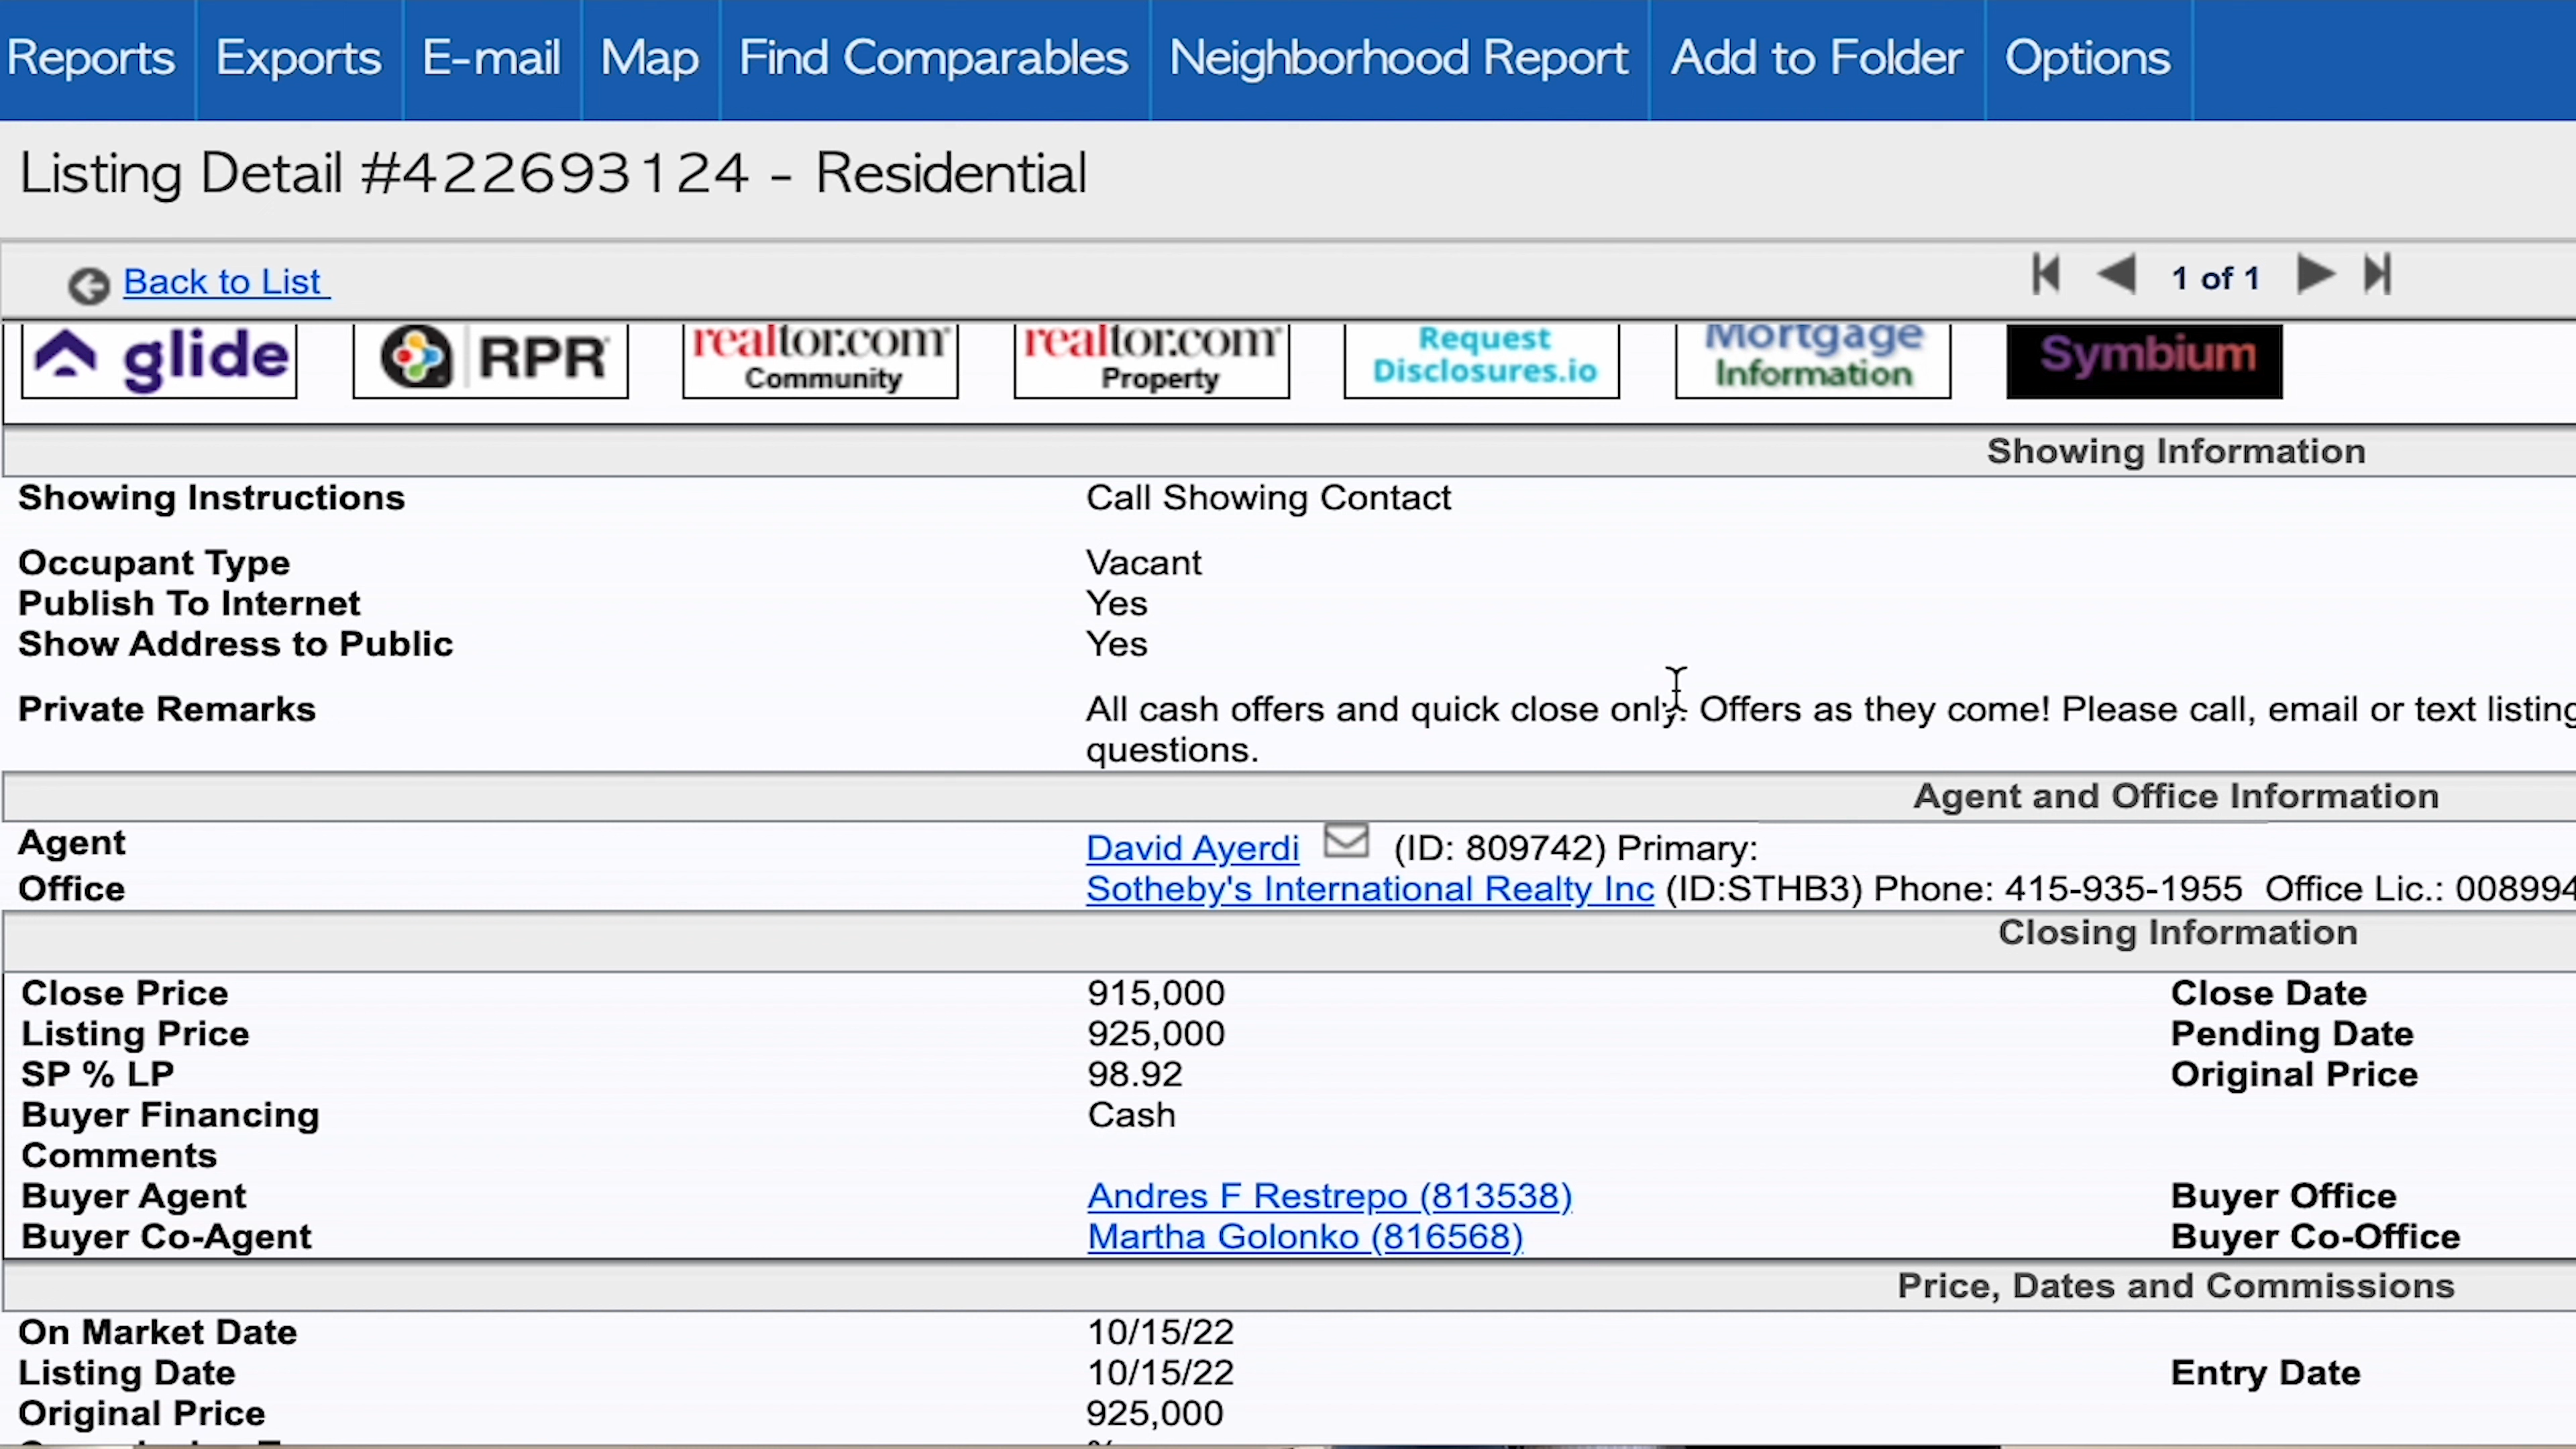 Reports Exports E-mail Map Find Comparables Neighborhood Report Add to Folder Options
Listing Detail #422693124 - Residential
Back to List 1 of 1
glide RPR realtor.com Community realtor.com Property Request Disclosures.io Mortgage Information Symbium
Showing Information
Showing Instructions Call Showing Contact
Occupant Type Vacant
Publish To Internet Yes
Show Address to Public Yes
Private Remarks All cash offers and quick close only. Offers as they come! Please call, email or text listing
questions.
Agent and Office Information
Agent David Ayerdi (ID: 809742) Primary:
Office Sotheby's International Realty Inc (ID:STHB3) Phone: 415-935-1955 Office Lic.: 008994
Closing Information
Close Price 915,000 Close Date
Listing Price 925,000 Pending Date
SP % LP 98.92 Original Price
Buyer Financing Cash
Comments
Buyer Agent Andres F Restrepo (813538) Buyer Office
Buyer Co-Agent Martha Golonko (816568) Buyer Co-Office
Price, Dates and Commissions
On Market Date 10/15/22
Listing Date 10/15/22 Entry Date
Original Price 925,000